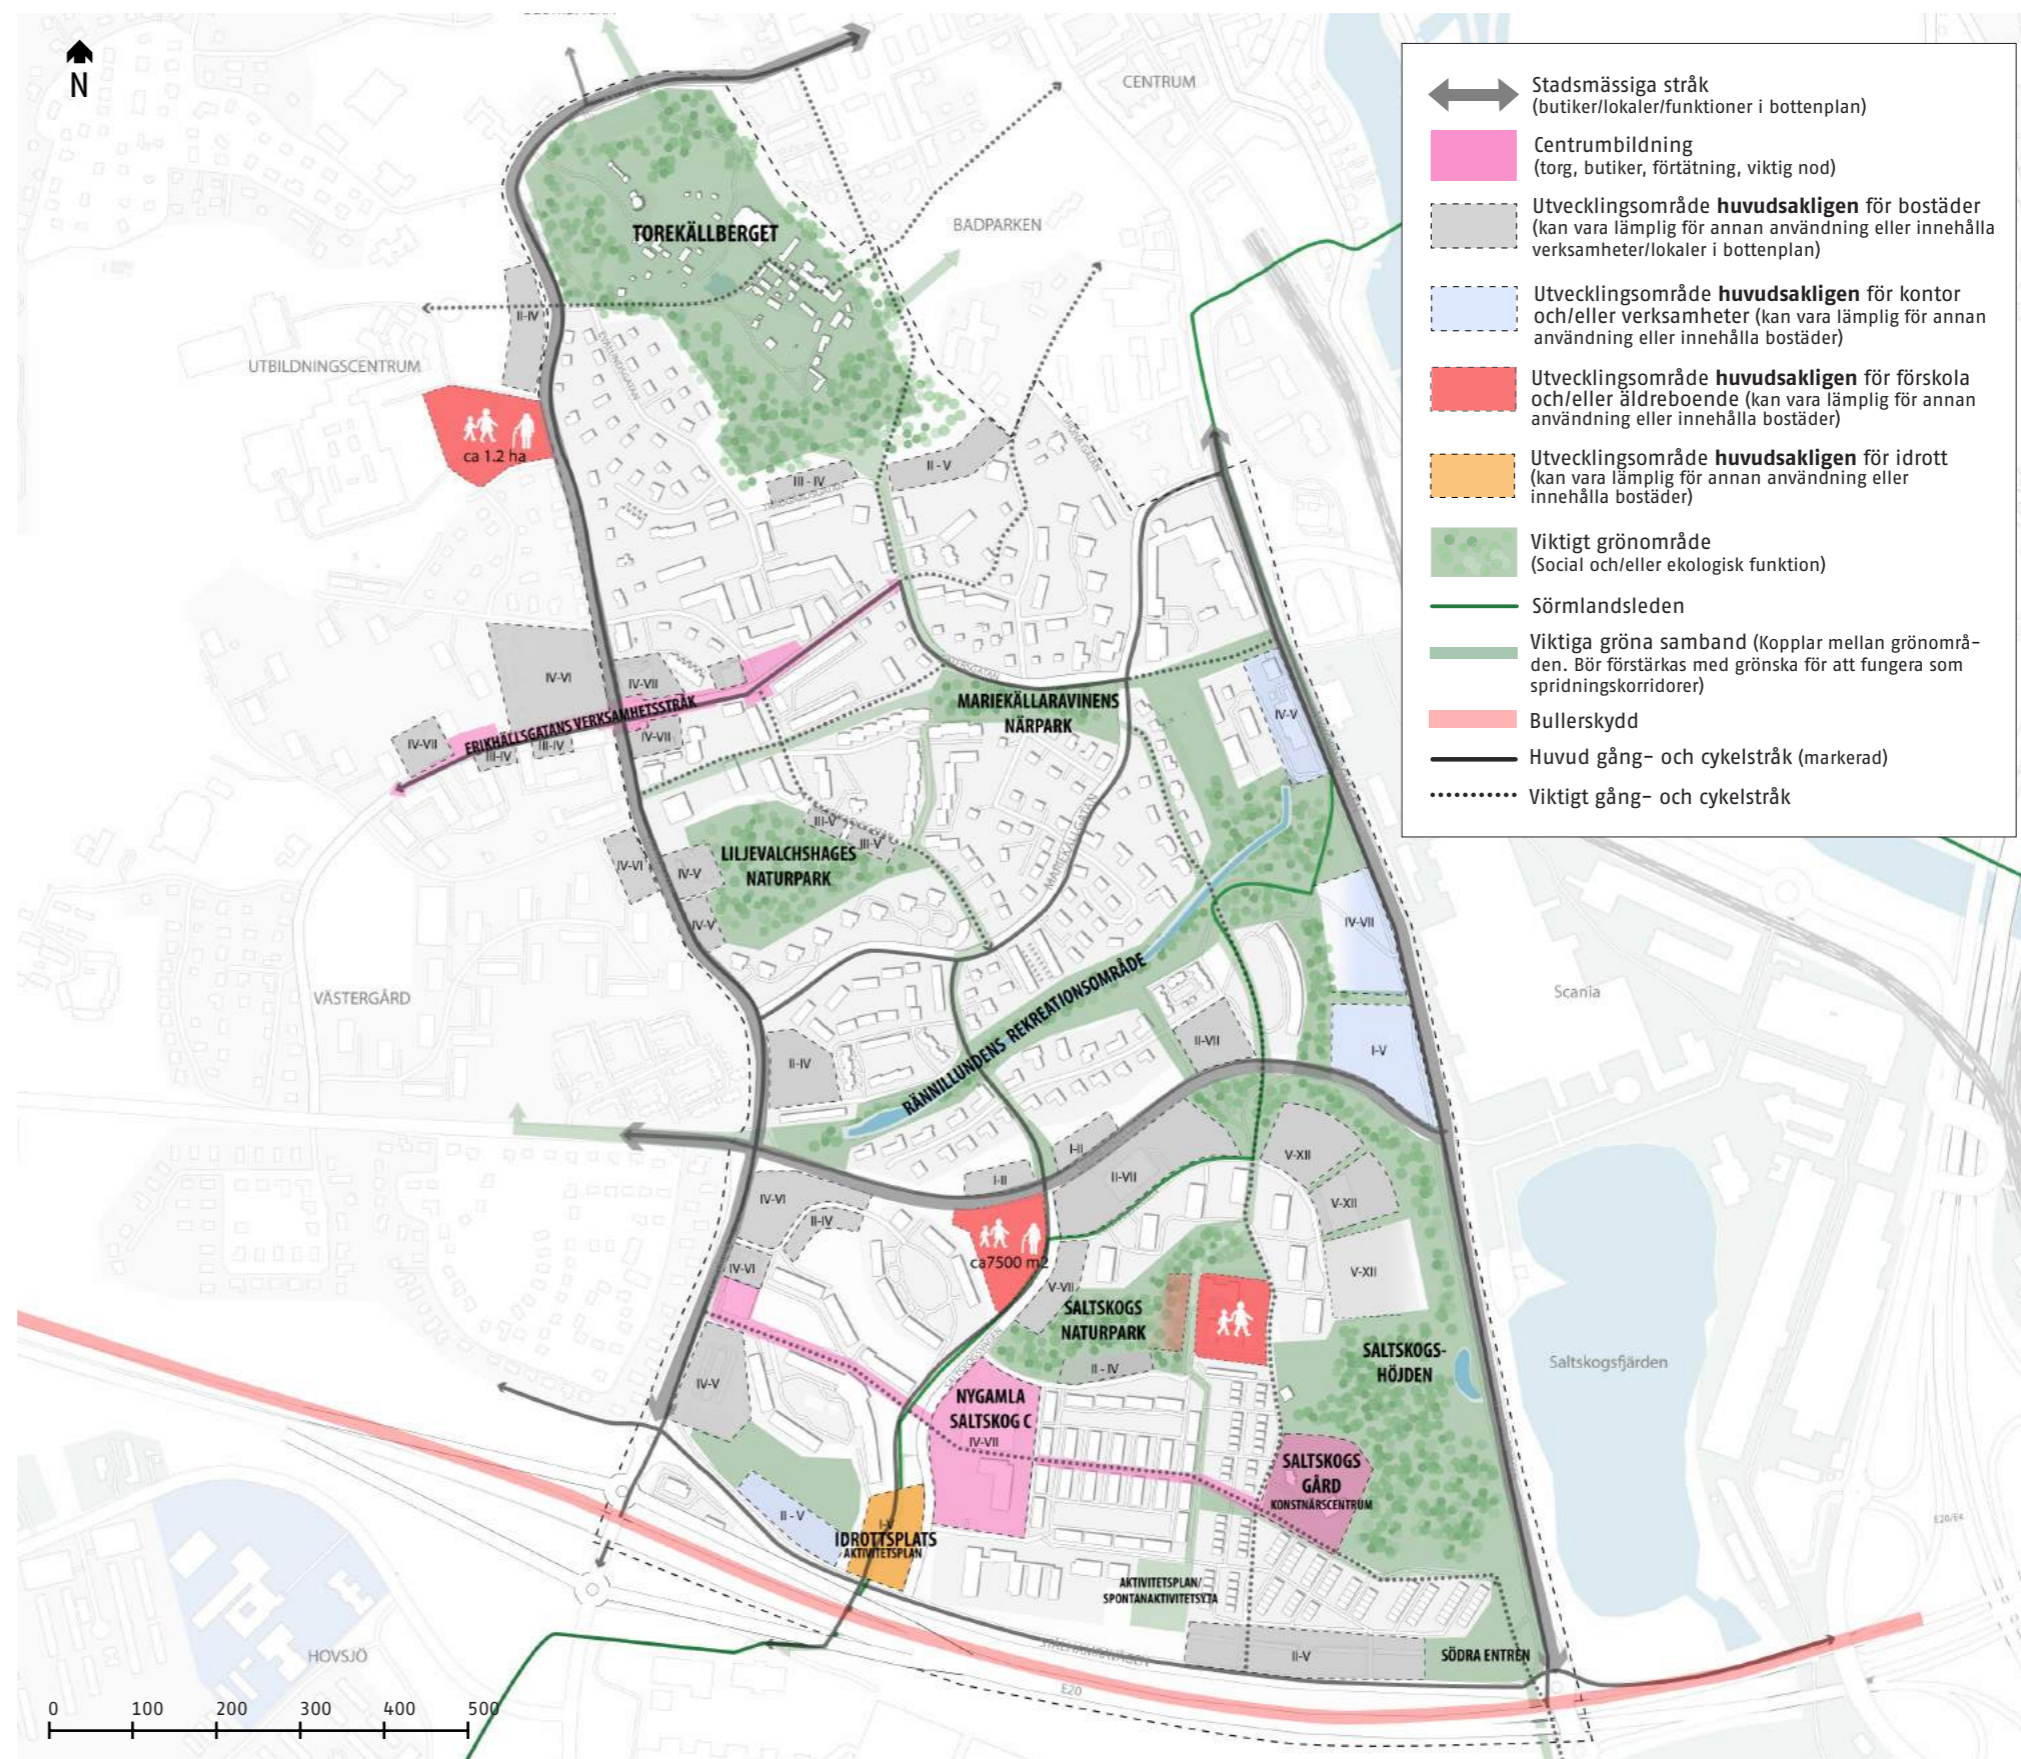 N
CENTRUM
BADPARKEN
TOREKÄLLBERGET
II-IV
UTBILDNINGSCENTRUM
ca 1.2 ha
II - V
III - IV
IV-VI
IV-VII
ERIKHÄLLSGATANS VERKSAMHETSSTRÅK
IV-VII
III-IV
III-IV
IV-VII
MARIEKÄLLARAVINENS
NÄRPARK
IV-V
III-V
III-V
MARIEKÄLLGATAN
LILJEVALCHSHAGES
NATURPARK
IV-VI
IV-V
IV-V
IV-VII
VÄSTERGÅRD
RÄNNILLUNDENS REKREATIONSOMRÅDE
Scania
II-IV
II-VII
I-V
I-II
I-II
II-VII
V-XII
V-XII
V-XII
IV-VI
II-IV
IV-VI
ca7500 m2
V-VII
SALTSKOGS
NATURPARK
II - IV
SALTSKOGS-
HÖJDEN
Saltskogsfjärden
IV-V
NYGAMLA
SALTSKOG C
IV-VII
SALTSKOGS
GÅRD
KONSTNÄRSCENTRUM
II - V
I-V
IDROTTSPLATS
/AKTIVITETSPLAN
E20/E4
AKTIVITETSPLAN/
SPONTANAKTIVITETSYTA
HOVSJÖ
II-V
SÖDRA ENTRÉN
E20
0 100 200 300 400 500
Stadsmässiga stråk
(butiker/lokaler/funktioner i bottenplan)
Centrumbildning
(torg, butiker, förtätning, viktig nod)
Utvecklingsområde huvudsakligen för bostäder
(kan vara lämplig för annan användning eller innehålla
verksamheter/lokaler i bottenplan)
Utvecklingsområde huvudsakligen för kontor
och/eller verksamheter (kan vara lämplig för annan
användning eller innehålla bostäder)
Utvecklingsområde huvudsakligen för förskola
och/eller äldreboende (kan vara lämplig för annan
användning eller innehålla bostäder)
Utvecklingsområde huvudsakligen för idrott
(kan vara lämplig för annan användning eller
innehålla bostäder)
Viktigt grönområde
(Social och/eller ekologisk funktion)
Sörmlandsleden
Viktiga gröna samband (Kopplar mellan grönområ-
den. Bör förstärkas med grönska för att fungera som
spridningskorridorer)
Bullerskydd
Huvud gång- och cykelstråk (markerad)
Viktigt gång- och cykelstråk